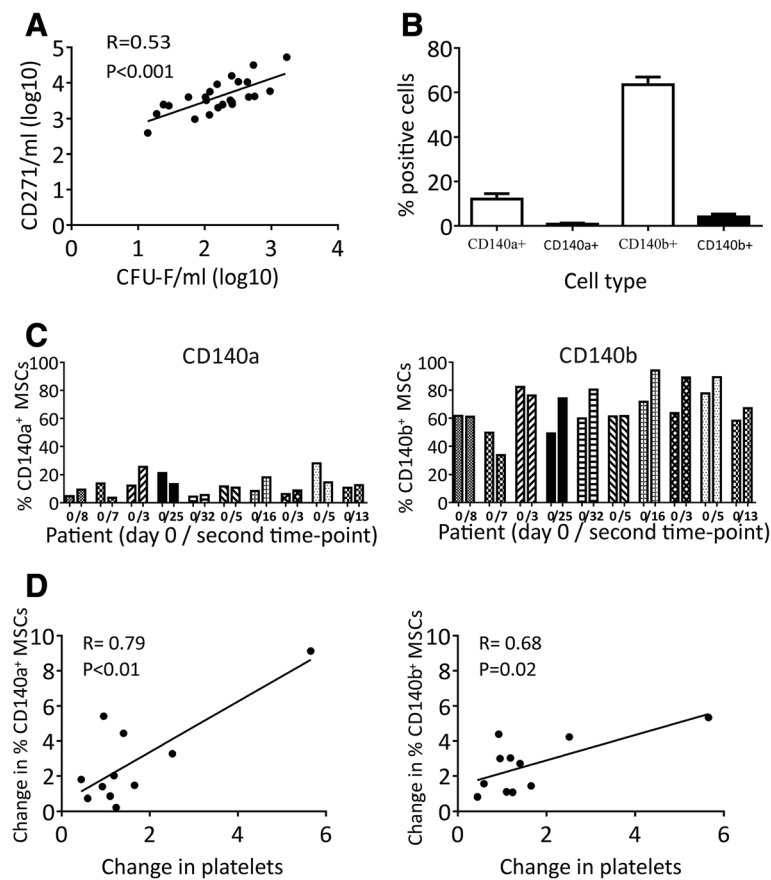 A
R=0.53
P<0.001
CD271/ml (log10)
5
4
3
2
1
0
0 1 2 3 4
CFU-F/ml (log10)
B
% positive cells
80
60
40
20
0
CD140a+ CD140a+ CD140b+ CD140b+
Cell type
C
CD140a
% CD140a+ MSCs
100
80
60
40
20
0
0/8 0/7 0/3 0/25 0/32 0/5 0/16 0/3 0/5 0/13
Patient (day 0 / second time-point)
CD140b
% CD140b+ MSCs
100
80
60
40
20
0
0/8 0/7 0/3 0/25 0/32 0/5 0/16 0/3 0/5 0/13
Patient (day 0 / second time-point)
D
R= 0.79
P<0.01
Change in % CD140a+ MSCs
10
8
6
4
2
0
0 2 4 6
Change in platelets
R= 0.68
P=0.02
Change in % CD140b+ MSCs
10
8
6
4
2
0
0 2 4 6
Change in platelets